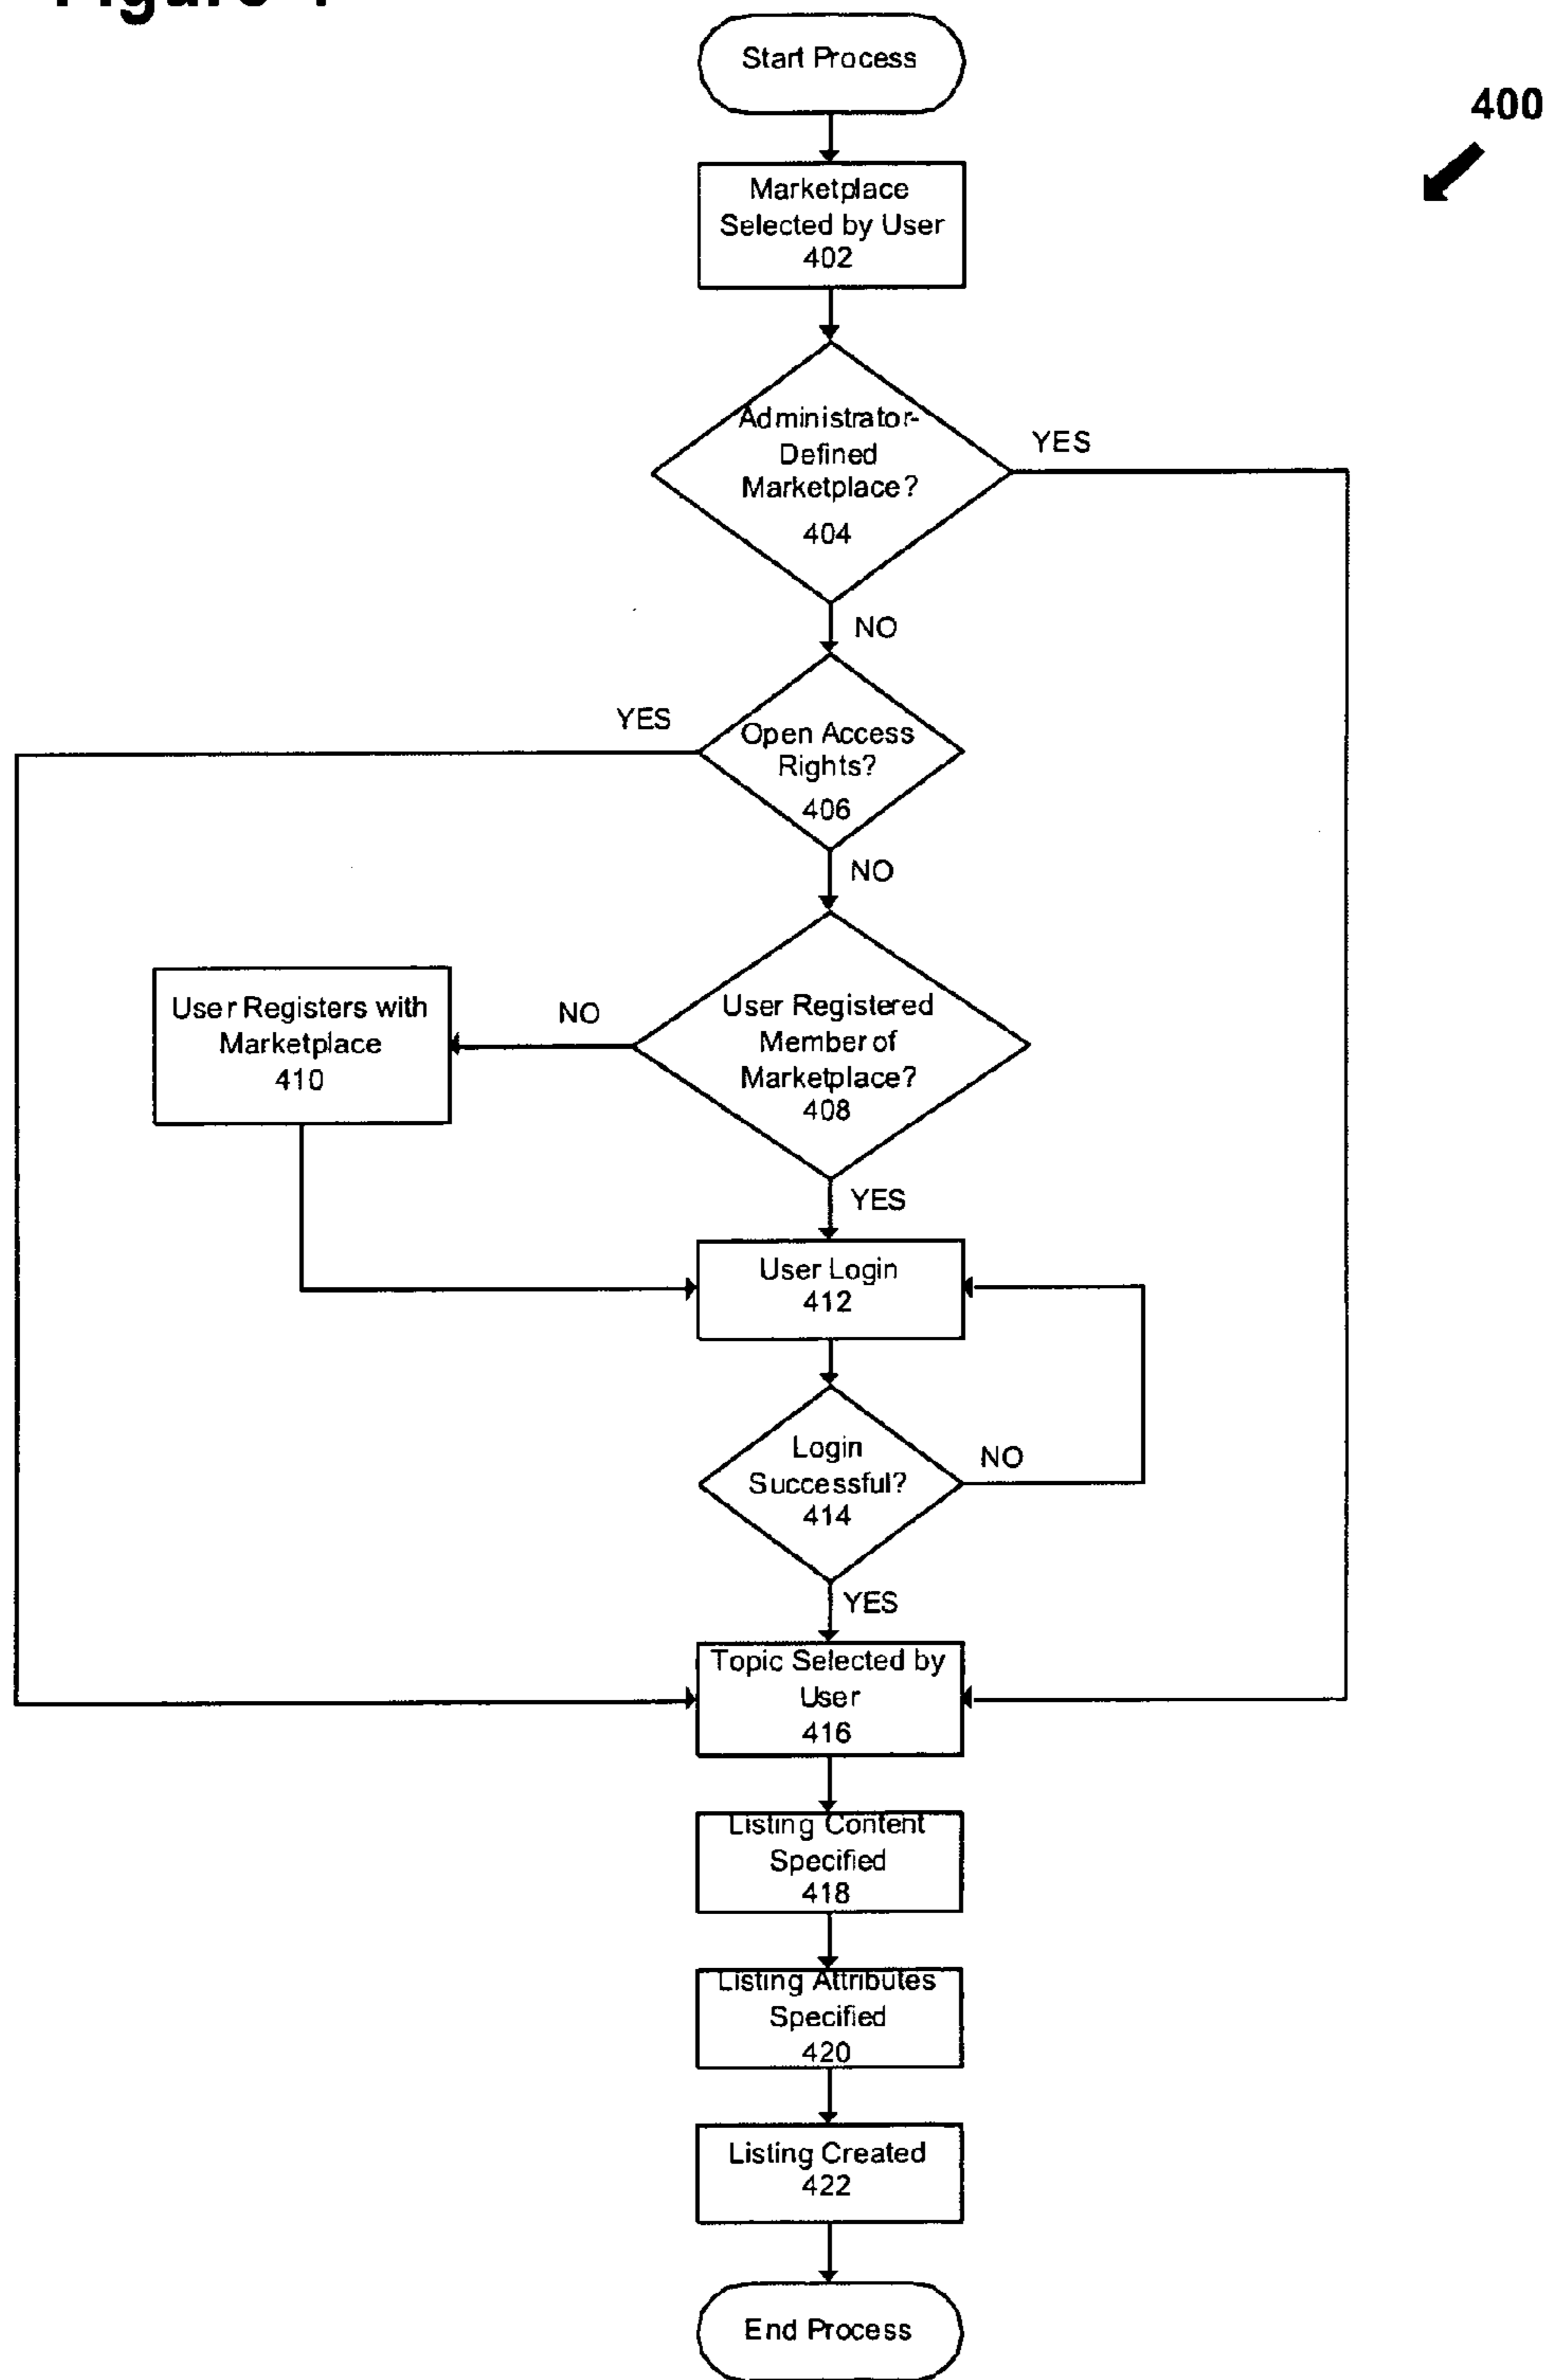 Figure 4
Start Process
400
Marketplace
Selected by User
402
Administrator-
Defined
Marketplace?
404
YES
NO
YES
Open Access
Rights?
406
NO
User Registers with
Marketplace
410
NO
User Registered
Member of
Marketplace?
408
YES
User Login
412
Login
Successful?
414
NO
YES
Topic Selected by
User
416
Listing Content
Specified
418
Listing Attributes
Specified
420
Listing Created
422
End Process